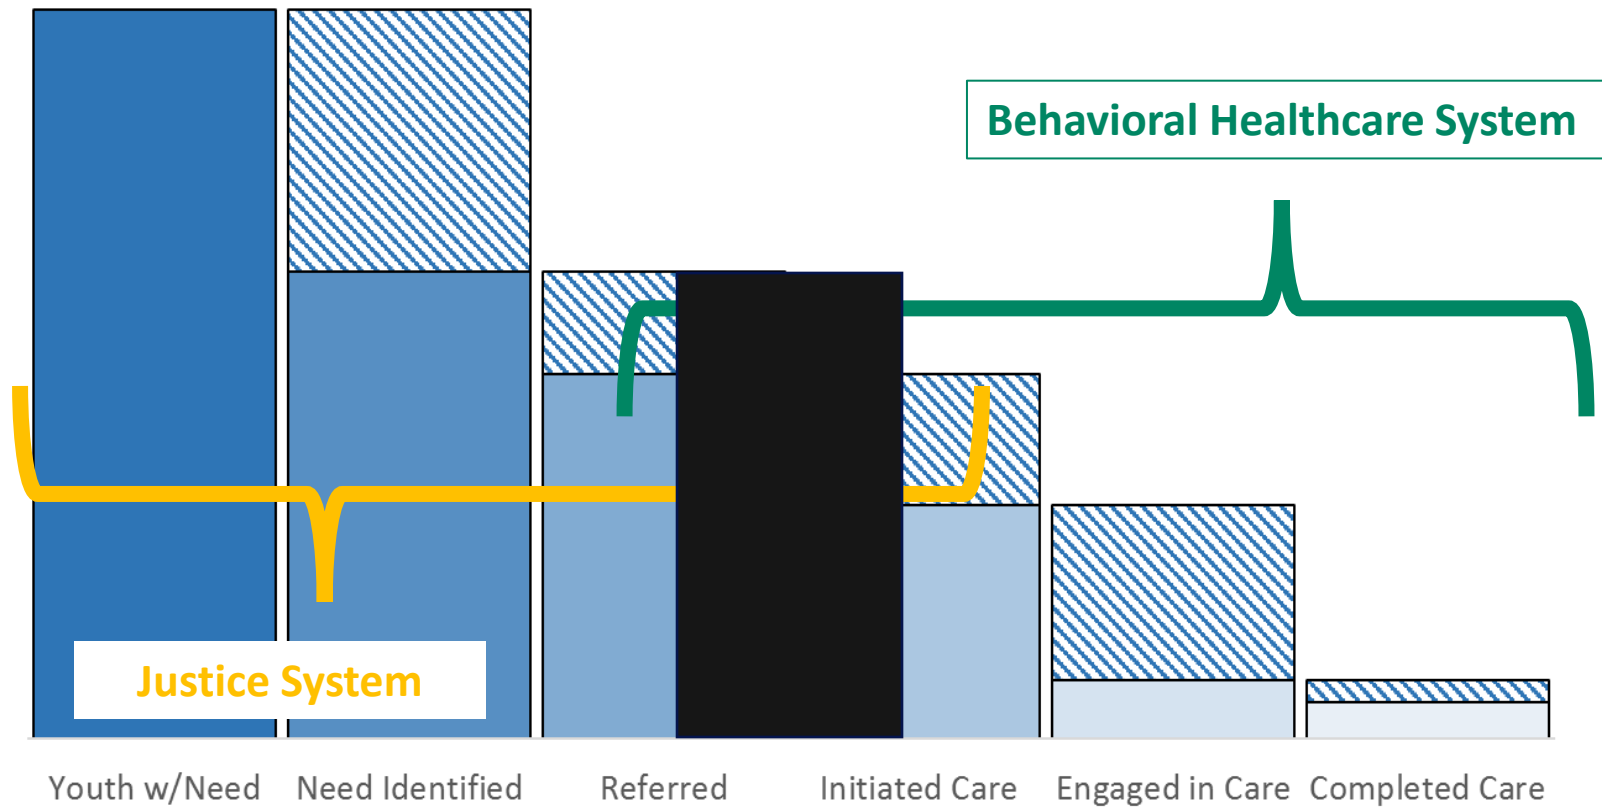 Behavioral Healthcare System
Justice System
Youth w/Need
Need Identified
Referred
Initiated Care
Engaged in Care
Completed Care